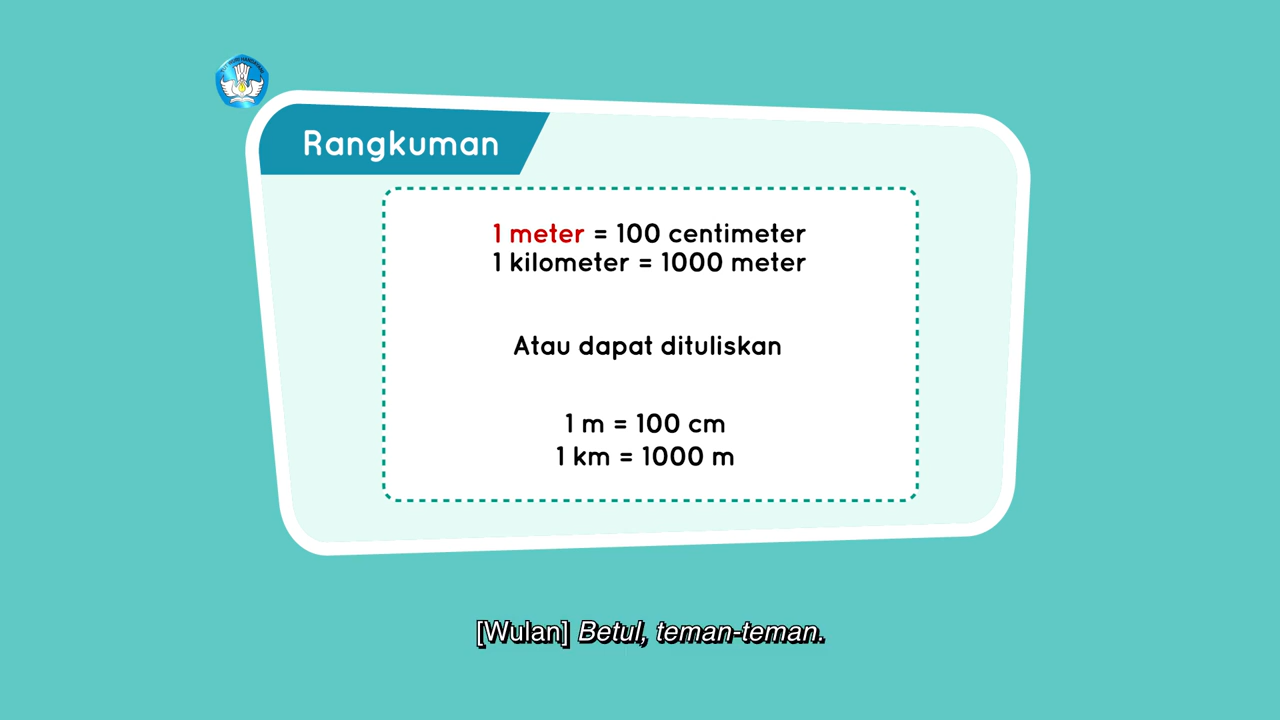 Rangkuman
1 meter = 100 centimeter
1 kilometer = 1000 meter
Atau dapat dituliskan
1 m = 100 cm
1 km = 1000 m
[Wulan] Betul, teman-teman.